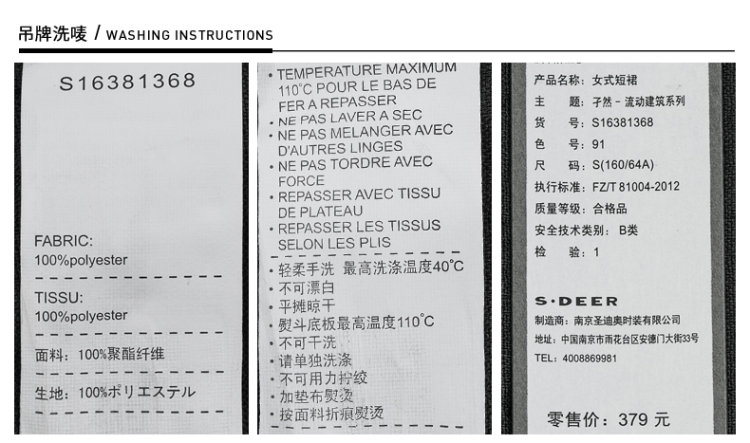 吊牌洗唛 / WASHING INSTRUCTIONS
S16381368
FABRIC:
100%polyester
TISSU:
100%polyester
面料：100%聚酯纤维
生地：100%ポリエステル
• TEMPERATURE MAXIMUM
110°C POUR LE BAS DE
FER A REPASSER
• NE PAS LAVER A SEC
• NE PAS MELANGER AVEC
D'AUTRES LINGES
• NE PAS TORDRE AVEC
FORCE
• REPASSER AVEC TISSU
DE PLATEAU
• REPASSER LES TISSUS
SELON LES PLIS
• 轻柔手洗 最高洗涤温度40°C
• 不可漂白
• 平摊晾干
• 熨斗底板最高温度110°C
• 不可干洗
• 请单独洗涤
• 不可用力拧绞
• 加垫布熨烫
• 按面料折痕熨烫
产品名称：女式短裙
主 题：孑然 - 流动建筑系列
货 号：S16381368
色 号：91
尺 码：S(160/64A)
执行标准：FZ/T 81004-2012
质量等级：合格品
安全技术类别：B类
检 验：1
S·DEER
制造商：南京圣迪奥时装有限公司
地址：中国南京市雨花台区安德门大街33号
TEL：4008869981
零售价：379 元